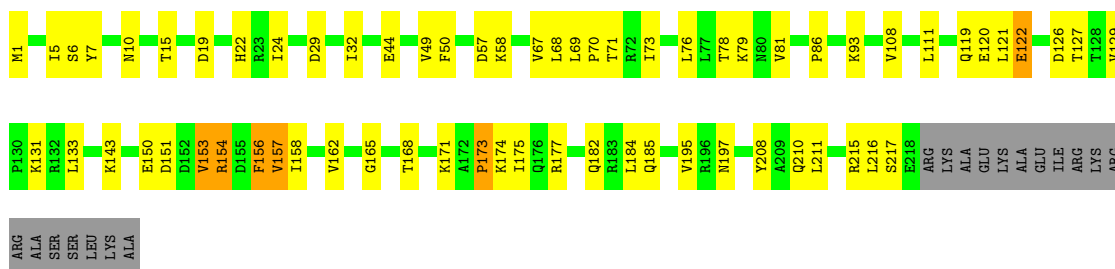 M1 I5 S6 Y7 N10 T15 D19 H22 R23 I24 D29 I32 E44 V49 F50 D57 K58 V67 L68 L69 P70 T71 R72 I73 L76 L77 T78 K79 N80 V81 P86 K93 V108 L111 Q119 E120 L121 E122 D126 T127 T128 V129
P130 K131 R132 L133 K143 E150 D151 D152 V153 R154 D155 F156 V157 I158 V162 G165 T168 K171 A172 P173 K174 I175 Q176 R177 Q182 R183 L184 Q185 V195 R196 N197 Y208 A209 Q210 L211 R215 L216 S217 E218 ARG LYS ALA GLU LYS ALA GLU ILE ARG LYS ARG
ARG ALA SER SER LEU LYS ALA